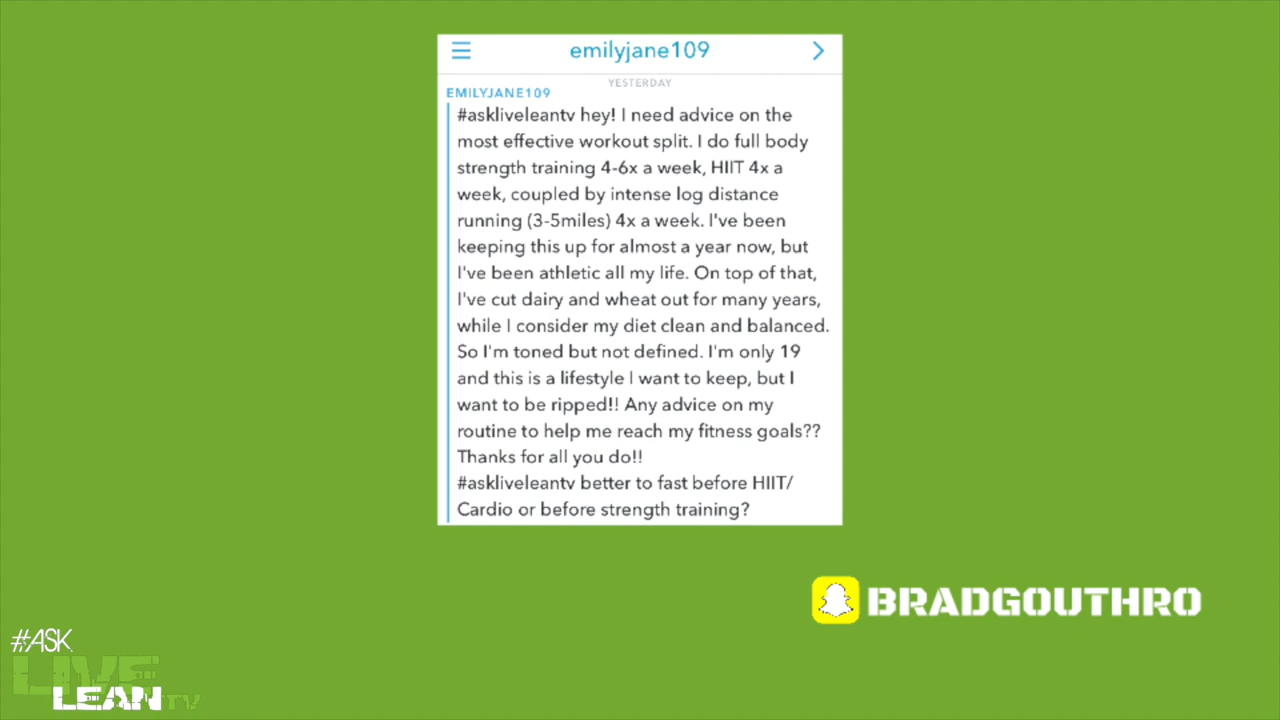 emilyjane109
YESTERDAY
EMILYJANE109
#askliveleantv hey! I need advice on the
most effective workout split. I do full body
strength training 4-6x a week, HIIT 4x a
week, coupled by intense log distance
running (3-5miles) 4x a week. I've been
keeping this up for almost a year now, but
I've been athletic all my life. On top of that,
I've cut dairy and wheat out for many years,
while I consider my diet clean and balanced.
So I'm toned but not defined. I'm only 19
and this is a lifestyle I want to keep, but I
want to be ripped!! Any advice on my
routine to help me reach my fitness goals??
Thanks for all you do!!
#askliveleantv better to fast before HIIT/
Cardio or before strength training?
BRADGOUTHRO
#ASK
LIVE
LEAN TV